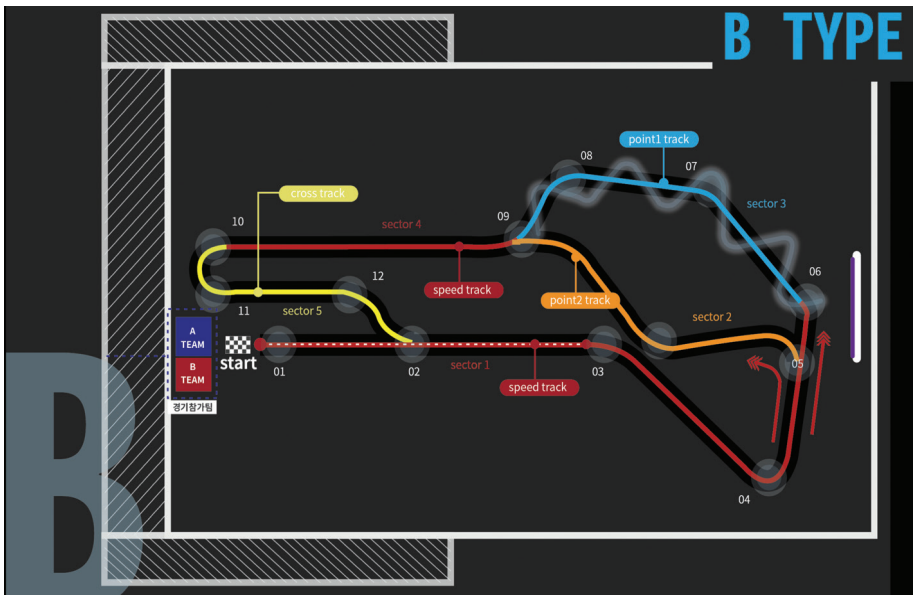 B TYPE
point1 track
08
07
cross track
sector 3
10
sector 4
09
06
12
speed track
point2 track
11
sector 5
sector 2
A
TEAM
B
TEAM
start
01
02
sector 1
03
05
speed track
경기참가팀
04
B